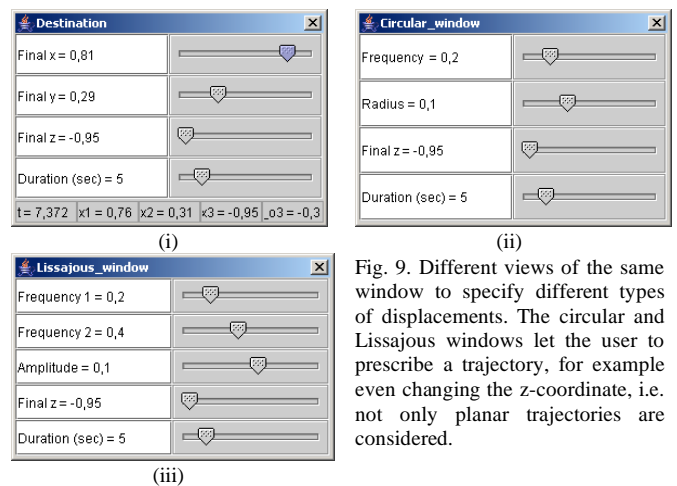 Destination
Final x = 0,81
Final y = 0,29
Final z = -0,95
Duration (sec) = 5
t= 7,372 x1 = 0,76 x2 = 0,31 x3 = -0,95 _o3 = -0,3
(i)
Circular_window
Frequency = 0,2
Radius = 0,1
Final z = -0,95
Duration (sec) = 5
(ii)
Lissajous_window
Frequency 1 = 0,2
Frequency 2 = 0,4
Amplitude = 0,1
Final z = -0,95
Duration (sec) = 5
(iii)
Fig. 9. Different views of the same
window to specify different types
of displacements. The circular and
Lissajous windows let the user to
prescribe a trajectory, for example
even changing the z-coordinate, i.e.
not only planar trajectories are
considered.